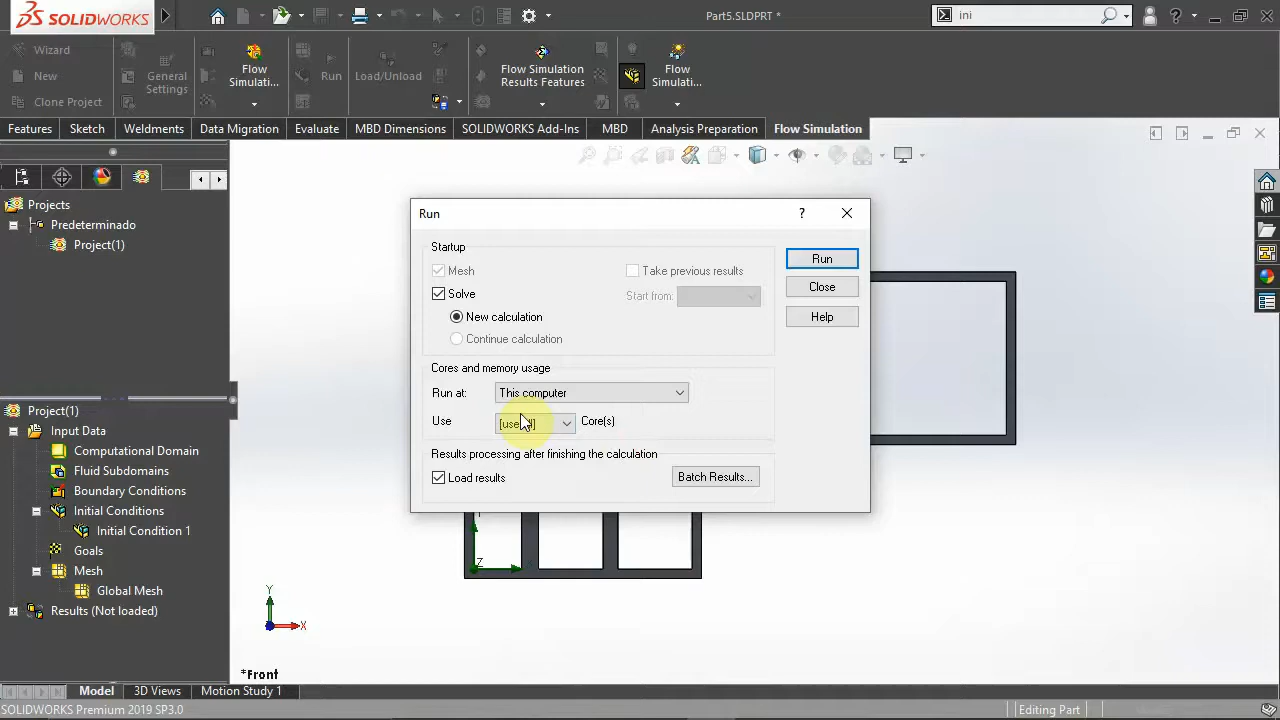 SOLIDWORKS
Part5.SLDPRT *
ini
Wizard
New
Clone Project
General Settings
Flow Simulati...
Run
Load/Unload
Flow Simulation Results Features
Flow Simulati...
Features
Sketch
Weldments
Data Migration
Evaluate
MBD Dimensions
SOLIDWORKS Add-Ins
MBD
Analysis Preparation
Flow Simulation
Projects
Predeterminado
Project(1)
Run
Startup
Mesh
Take previous results
Solve
Start from:
New calculation
Continue calculation
Run
Close
Help
Cores and memory usage
Run at:
This computer
Use
Core(s)
Results processing after finishing the calculation
Load results
Batch Results...
Project(1)
Input Data
Computational Domain
Fluid Subdomains
Boundary Conditions
Initial Conditions
Initial Condition 1
Goals
Mesh
Global Mesh
Results (Not loaded)
Z
Y
X
*Front
Model
3D Views
Motion Study 1
SOLIDWORKS Premium 2019 SP3.0
Editing Part